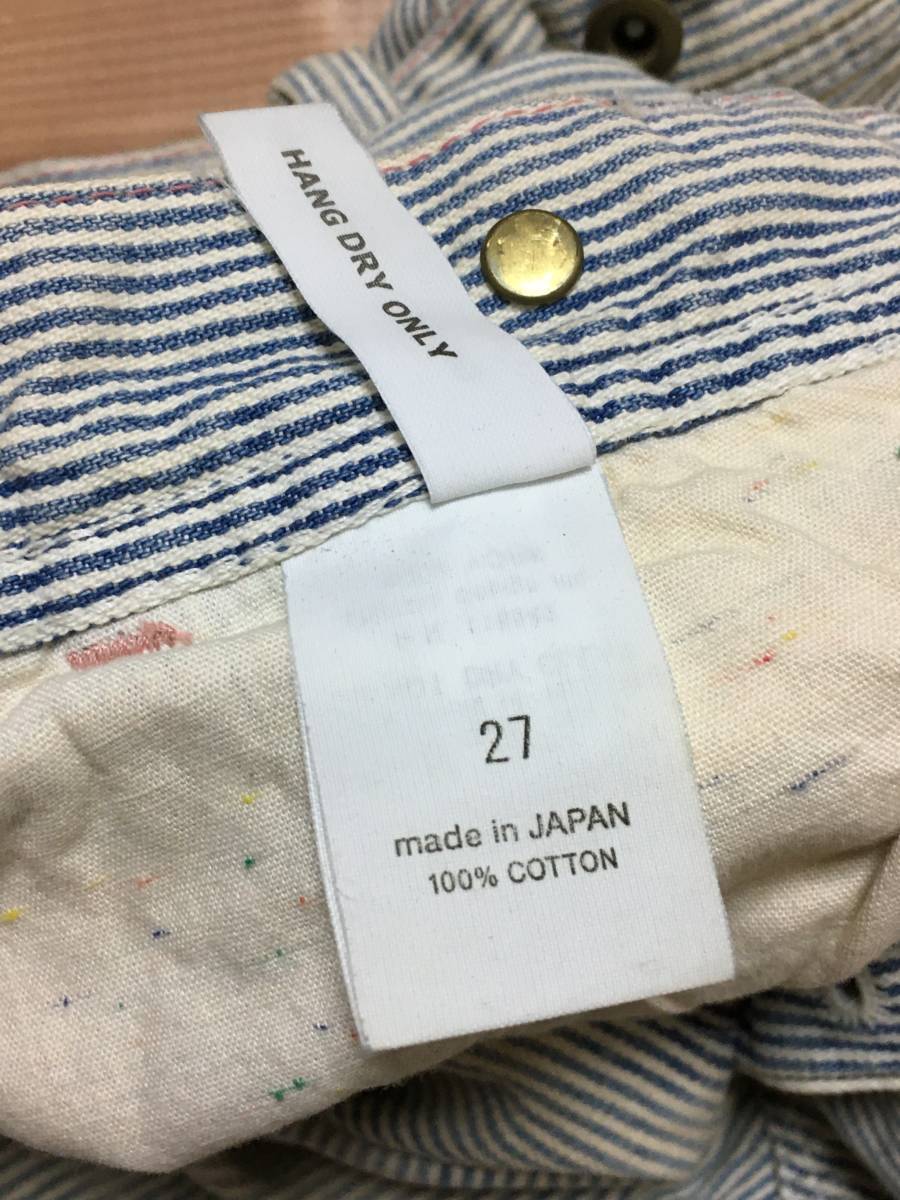 HANG DRY ONLY
27
made in JAPAN
100% COTTON